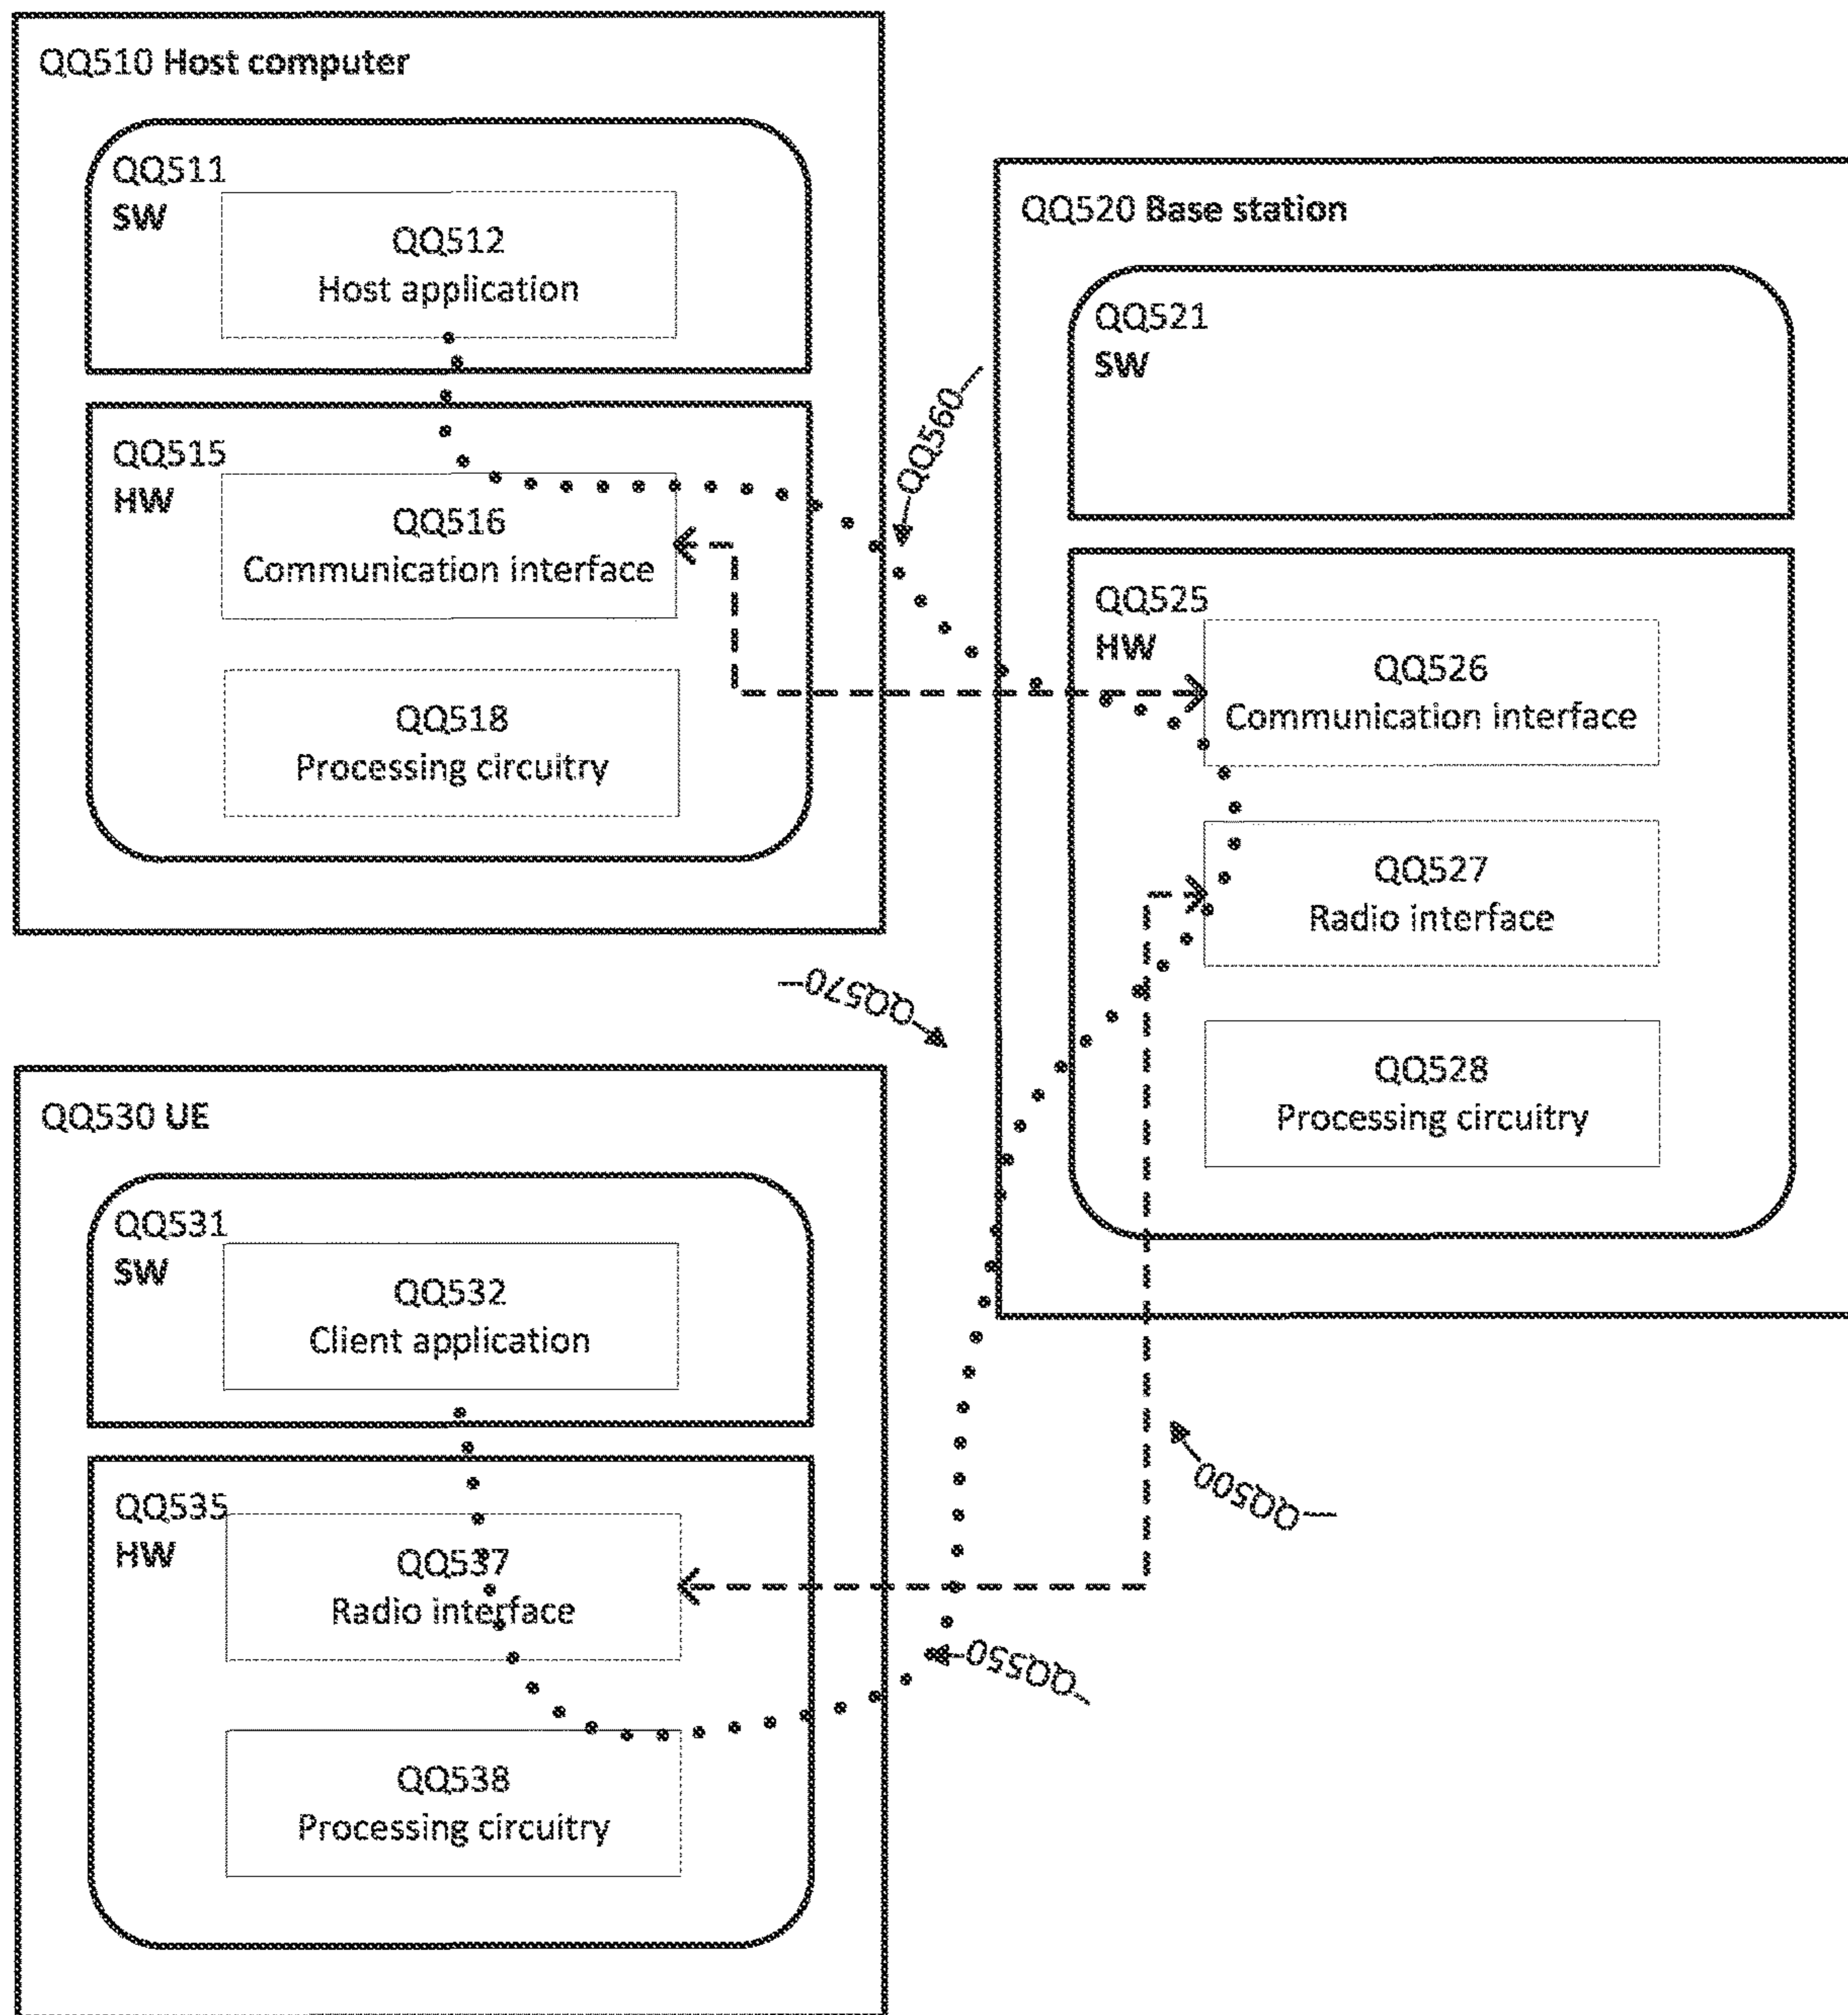 QQ510 Host computer
QQ511
SW
QQ512
Host application
QQ515
HW
QQ516
Communication interface
QQ518
Processing circuitry
QQ560
QQ520 Base station
QQ521
SW
QQ525
HW
QQ526
Communication interface
QQ527
Radio interface
QQ528
Processing circuitry
QQ570
QQ530 UE
QQ531
SW
QQ532
Client application
QQ535
HW
QQ537
Radio interface
QQ538
Processing circuitry
QQ500
QQ550